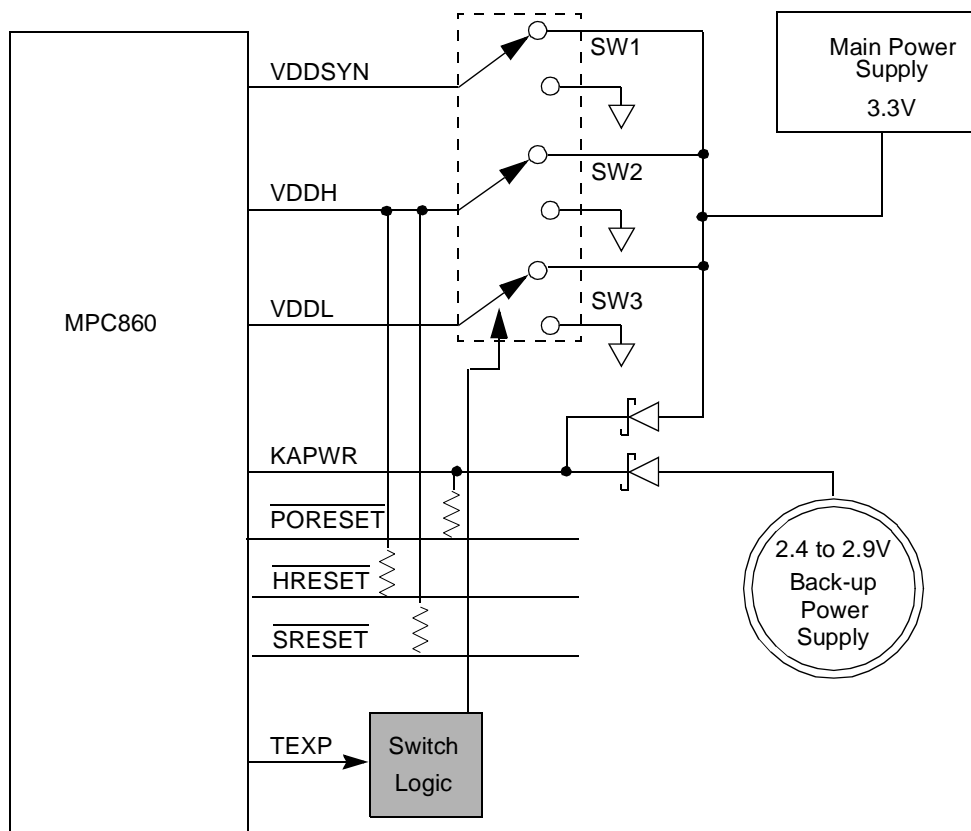 VDDSYN
SW1
Main Power
Supply
3.3V
VDDH
SW2
MPC860
VDDL
SW3
KAPWR
PORESET
HRESET
SRESET
2.4 to 2.9V
Back-up
Power
Supply
TEXP
Switch
Logic